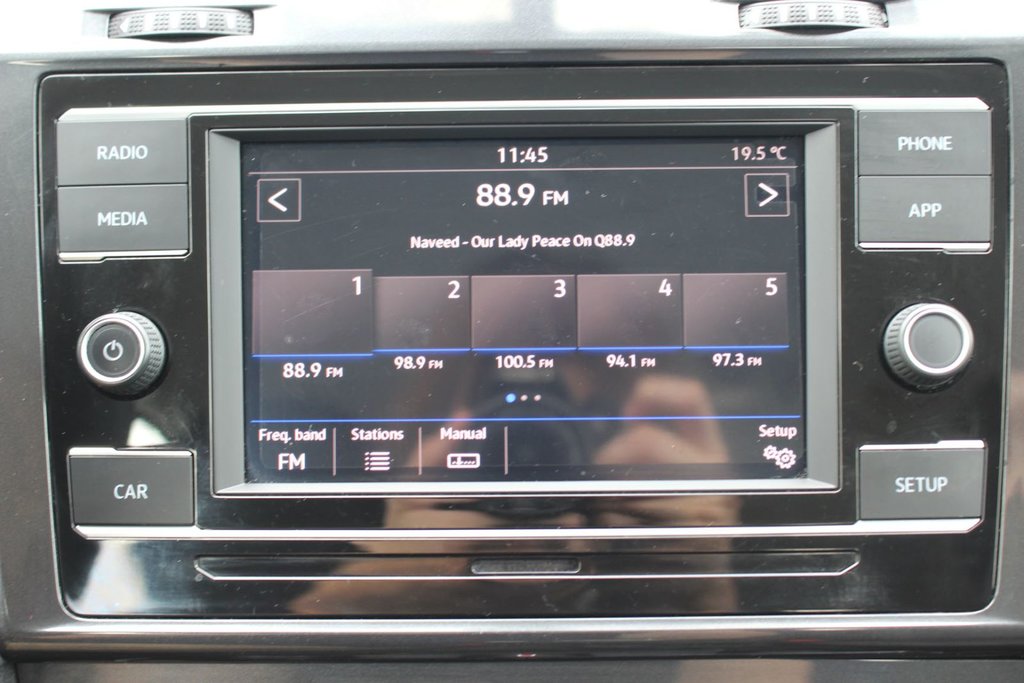 11:45
19.5 °C
RADIO
MEDIA
PHONE
APP
< 88.9 FM >
Naveed - Our Lady Peace On Q88.9
1 2 3 4 5
88.9 FM 98.9 FM 100.5 FM 94.1 FM 97.3 FM
Freq. band Stations Manual Setup
FM
CAR
SETUP